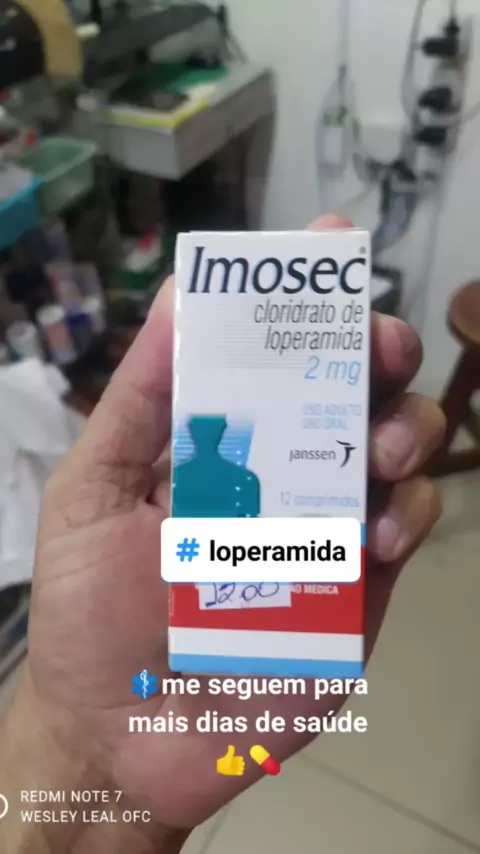 Imosec®
cloridrato de
loperamida
2 mg
USO ADULTO
USO ORAL
janssen
12 comprimidos
# loperamida
12,00
MEDICA
me seguem para
mais dias de saúde
👍💊
REDMI NOTE 7
WESLEY LEAL OFC